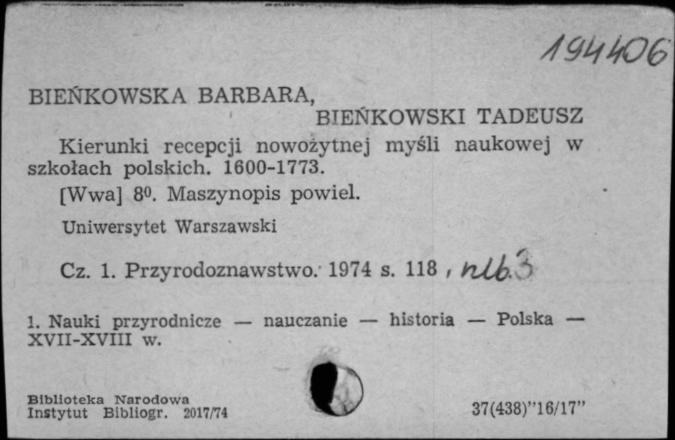 194406
BIEŃKOWSKA BARBARA,
BIEŃKOWSKI TADEUSZ
Kierunki recepcji nowożytnej myśli naukowej w
szkołach polskich. 1600-1773.
[Wwa] 8⁰. Maszynopis powiel.
Uniwersytet Warszawski
Cz. 1. Przyrodoznawstwo. 1974 s. 118, nlb. 3
1. Nauki przyrodnicze — nauczanie — historia — Polska —
XVII-XVIII w.
Biblioteka Narodowa
Instytut Bibliogr. 2017/74
37(438)"16/17"